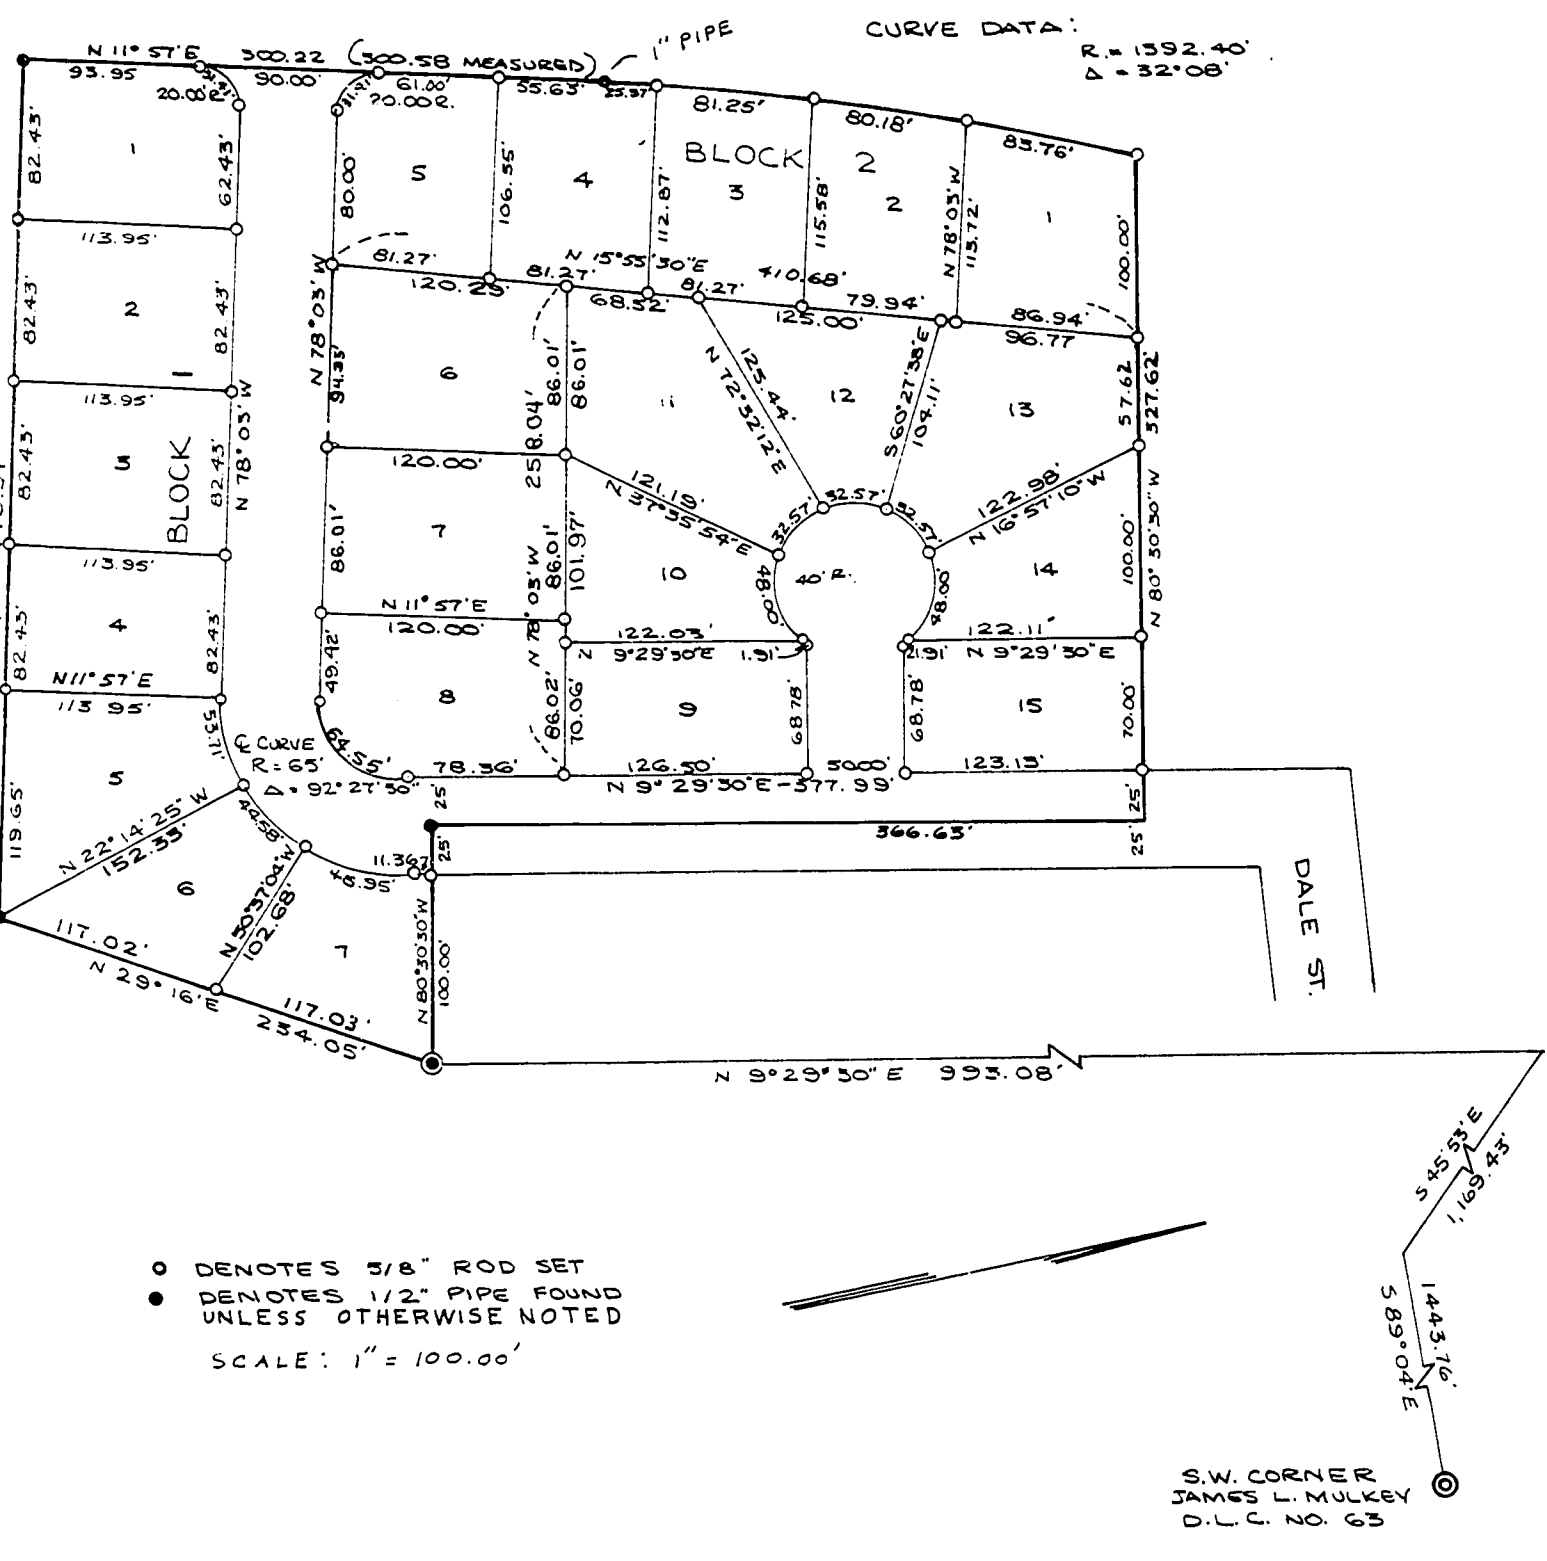 CURVE DATA:
R.= 1392.40'
Δ = 32°08'
1" PIPE
N 11° 57'E
300.22 (300.58 MEASURED)
93.95
90.00'
61.00'
55.63'
25.37
81.25'
80.18'
83.76'
31.41'
20.00'R.
31.41'
20.00R.
BLOCK 2
82.43'
1
62.43'
80.00'
5
106.55'
4
112.87'
3
115.58'
2
N 78°03'W
113.72'
1
100.00'
113.95'
81.27'
120.29'
81.27'
N 15°55'30"E
68.52'
81.27'
410.68'
125.00'
79.94'
86.94'
96.77
82.43'
2
82.43'
N 78°03'W
94.33'
6
86.01'
86.01'
11
125.44'
N 72°32'12"E
12
S 60°27'38"E
104.11'
13
57.62
327.62'
113.95'
BLOCK 1
82.43'
3
82.43'
N 78°03'W
120.00'
258.04'
121.19'
N 37°35'54"E
32.57'
32.57'
32.57'
122.98'
N 16°57'10"W
86.01'
7
86.01'
101.97'
N 78°03'W
10
48.00'
40' R.
48.00'
14
100.00'
N 80°30'30"W
113.95'
82.43'
4
82.43'
N 11°57'E
120.00'
122.03'
N 9°29'30"E
1.91'
1.91'
122.11'
N 9°29'30"E
49.42'
8
86.02'
70.06'
9
68.78'
68.78'
15
70.00'
N 11°57'E
113.95'
53.71'
℄ CURVE
R = 65'
Δ = 92°27'30"
64.55'
78.36'
126.50'
50.00'
123.13'
N 9°29'30"E-377.99'
5
119.65'
N 22°14'25"W
152.33'
44.58'
25'
25'
25'
25'
366.63'
11.36'
45.95'
6
N 50°37'04"W
102.68'
7
N 80°30'30"W
100.00'
DALE ST.
117.02'
N 29°16'E
117.03'
234.05'
N 9°29'30"E 993.08'
S 45°53'E
1,169.43'
DENOTES 5/8" ROD SET
DENOTES 1/2" PIPE FOUND
UNLESS OTHERWISE NOTED
SCALE: 1" = 100.00'
1443.76'
S 89°04'E
S.W. CORNER
JAMES L. MULKEY
D.L.C. NO. 63